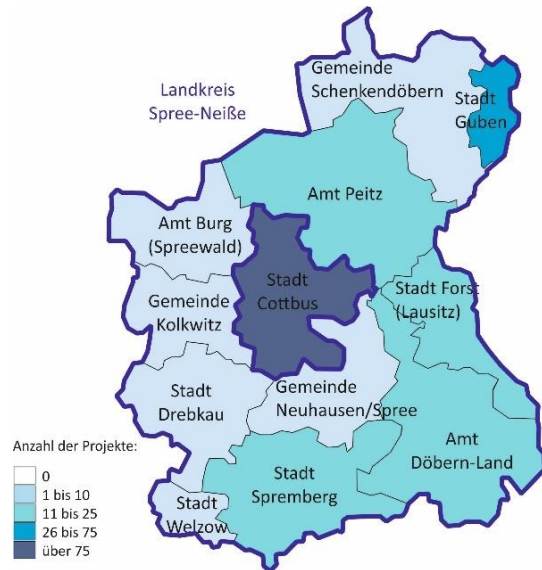 Gemeinde
Schenkendöbern
Landkreis
Spree-Neiße
Stadt
Guben
Amt Peitz
Amt Burg
(Spreewald)
Stadt
Cottbus
Stadt Forst
(Lausitz)
Gemeinde
Kolkwitz
Stadt
Drebkau
Gemeinde
Neuhausen/Spree
Amt
Döbern-Land
Stadt
Spremberg
Stadt
Welzow
Anzahl der Projekte:
0
1 bis 10
11 bis 25
26 bis 75
über 75